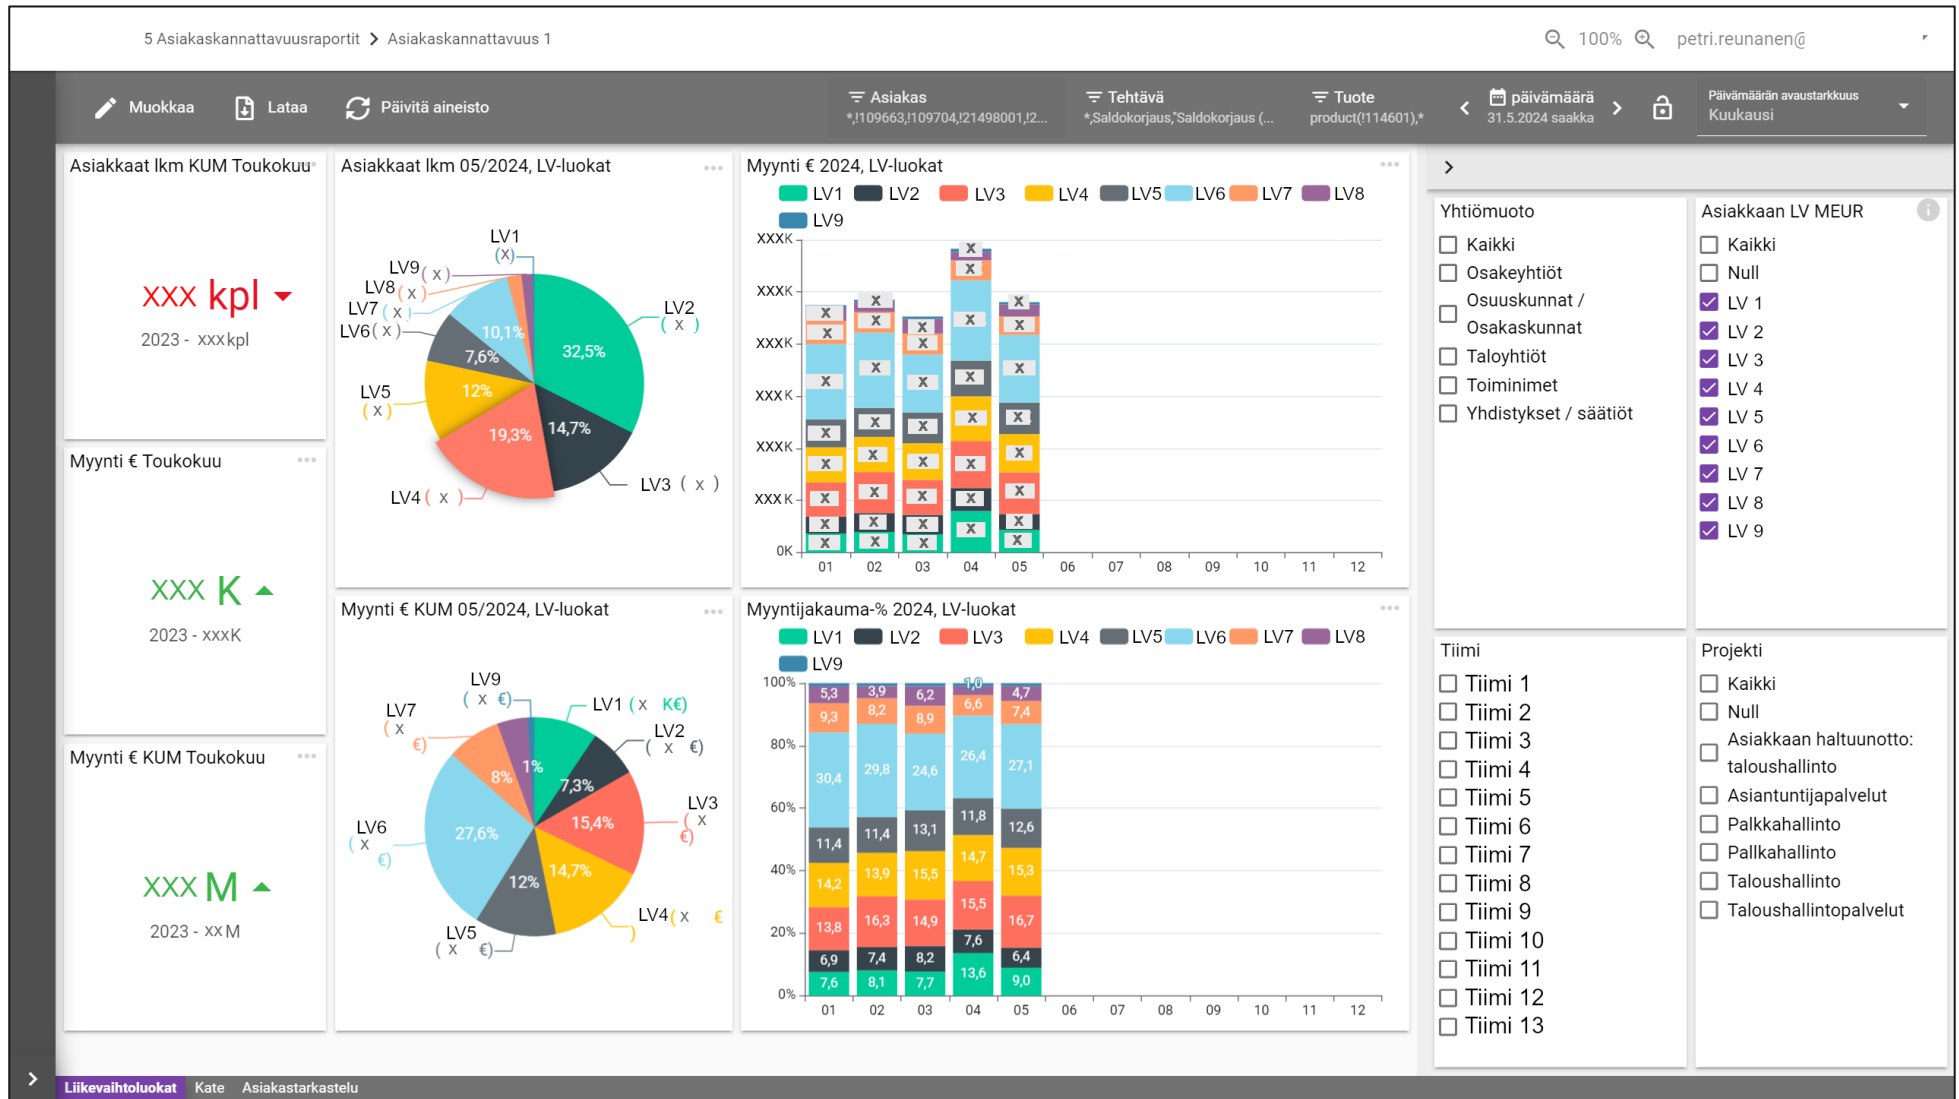 5 Asiakaskannattavuusraportit > Asiakaskannattavuus 1
100%
petri.reunanen@
Muokkaa
Lataa
Päivitä aineisto
Asiakas
*,!109663,!109704,!21498001,!2...
Tehtävä
*,Saldokorjaus,"Saldokorjaus (...
Tuote
product(!114601),*
päivämäärä
31.5.2024 saakka
Päivämäärän avaustarkkuus
Kuukausi
Asiakkaat lkm KUM Toukokuu
xxx kpl
2023 - xxx kpl
Myynti € Toukokuu
xxx K
2023 - xxxK
Myynti € KUM Toukokuu
xxx M
2023 - xx M
Asiakkaat lkm 05/2024, LV-luokat
LV1
(x)
LV9 ( x )
LV8 ( x )
LV7 ( x )
LV6 ( x )
LV5
( x )
LV4 ( x )
LV3 ( x )
LV2
( x )
32,5%
14,7%
19,3%
12%
7,6%
10,1%
Myynti € KUM 05/2024, LV-luokat
LV9
( x €)
LV1 ( x K€)
LV2
( x €)
LV3
( x
€)
LV4( x €
)
LV5
( x €)
LV6
( x
€)
LV7
( x
€)
1%
7,3%
15,4%
14,7%
12%
27,6%
8%
Myynti € 2024, LV-luokat
LV1 LV2 LV3 LV4 LV5 LV6 LV7 LV8
LV9
XXXK
XXXK
XXXK
XXXK
XXXK
XXXK
0K
X X X X X X X X
X X X X X X X X
X X X X X X X X
X X X X X X X X
X X X X X X X X
01 02 03 04 05 06 07 08 09 10 11 12
Myyntijakauma-% 2024, LV-luokat
LV1 LV2 LV3 LV4 LV5 LV6 LV7 LV8
LV9
100%
80%
60%
40%
20%
0%
5,3 9,3 30,4 11,4 14,2 13,8 6,9 7,6
3,9 8,2 29,8 11,4 13,9 16,3 7,4 8,1
6,2 8,9 24,6 13,1 15,5 14,9 8,2 7,7
1,0 6,6 26,4 11,8 14,7 15,5 7,6 13,6
4,7 7,4 27,1 12,6 15,3 16,7 6,4 9,0
01 02 03 04 05 06 07 08 09 10 11 12
Yhtiömuoto
Kaikki
Osakeyhtiöt
Osuuskunnat /
Osakaskunnat
Taloyhtiöt
Toiminimet
Yhdistykset / säätiöt
Asiakkaan LV MEUR
Kaikki
Null
LV 1
LV 2
LV 3
LV 4
LV 5
LV 6
LV 7
LV 8
LV 9
Tiimi
Tiimi 1
Tiimi 2
Tiimi 3
Tiimi 4
Tiimi 5
Tiimi 6
Tiimi 7
Tiimi 8
Tiimi 9
Tiimi 10
Tiimi 11
Tiimi 12
Tiimi 13
Projekti
Kaikki
Null
Asiakkaan haltuunotto:
taloushallinto
Asiantuntijapalvelut
Palkkahallinto
Pallkahallinto
Taloushallinto
Taloushallintopalvelut
Liikevaihtoluokat Kate Asiakastarkastelu